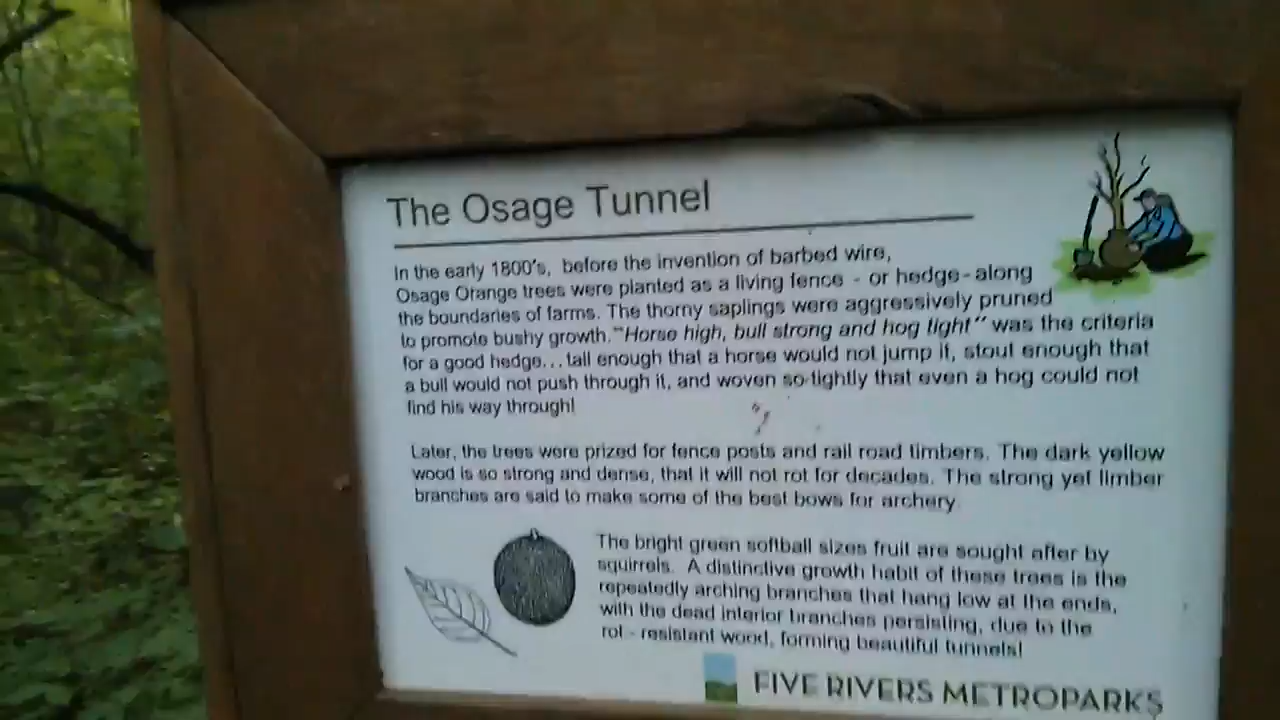 The Osage Tunnel
In the early 1800's, before the invention of barbed wire,
Osage Orange trees were planted as a living fence - or hedge - along
the boundaries of farms. The thorny saplings were aggressively pruned
to promote bushy growth. "Horse high, bull strong and hog tight" was the criteria
for a good hedge... tall enough that a horse would not jump it, stout enough that
a bull would not push through it, and woven so tightly that even a hog could not
find his way through!
Later, the trees were prized for fence posts and rail road timbers. The dark yellow
wood is so strong and dense, that it will not rot for decades. The strong yet limber
branches are said to make some of the best bows for archery.
The bright green softball sizes fruit are sought after by
squirrels. A distinctive growth habit of these trees is the
repeatedly arching branches that hang low at the ends,
with the dead interior branches persisting, due to the
rot - resistant wood, forming beautiful tunnels!
FIVE RIVERS METROPARKS